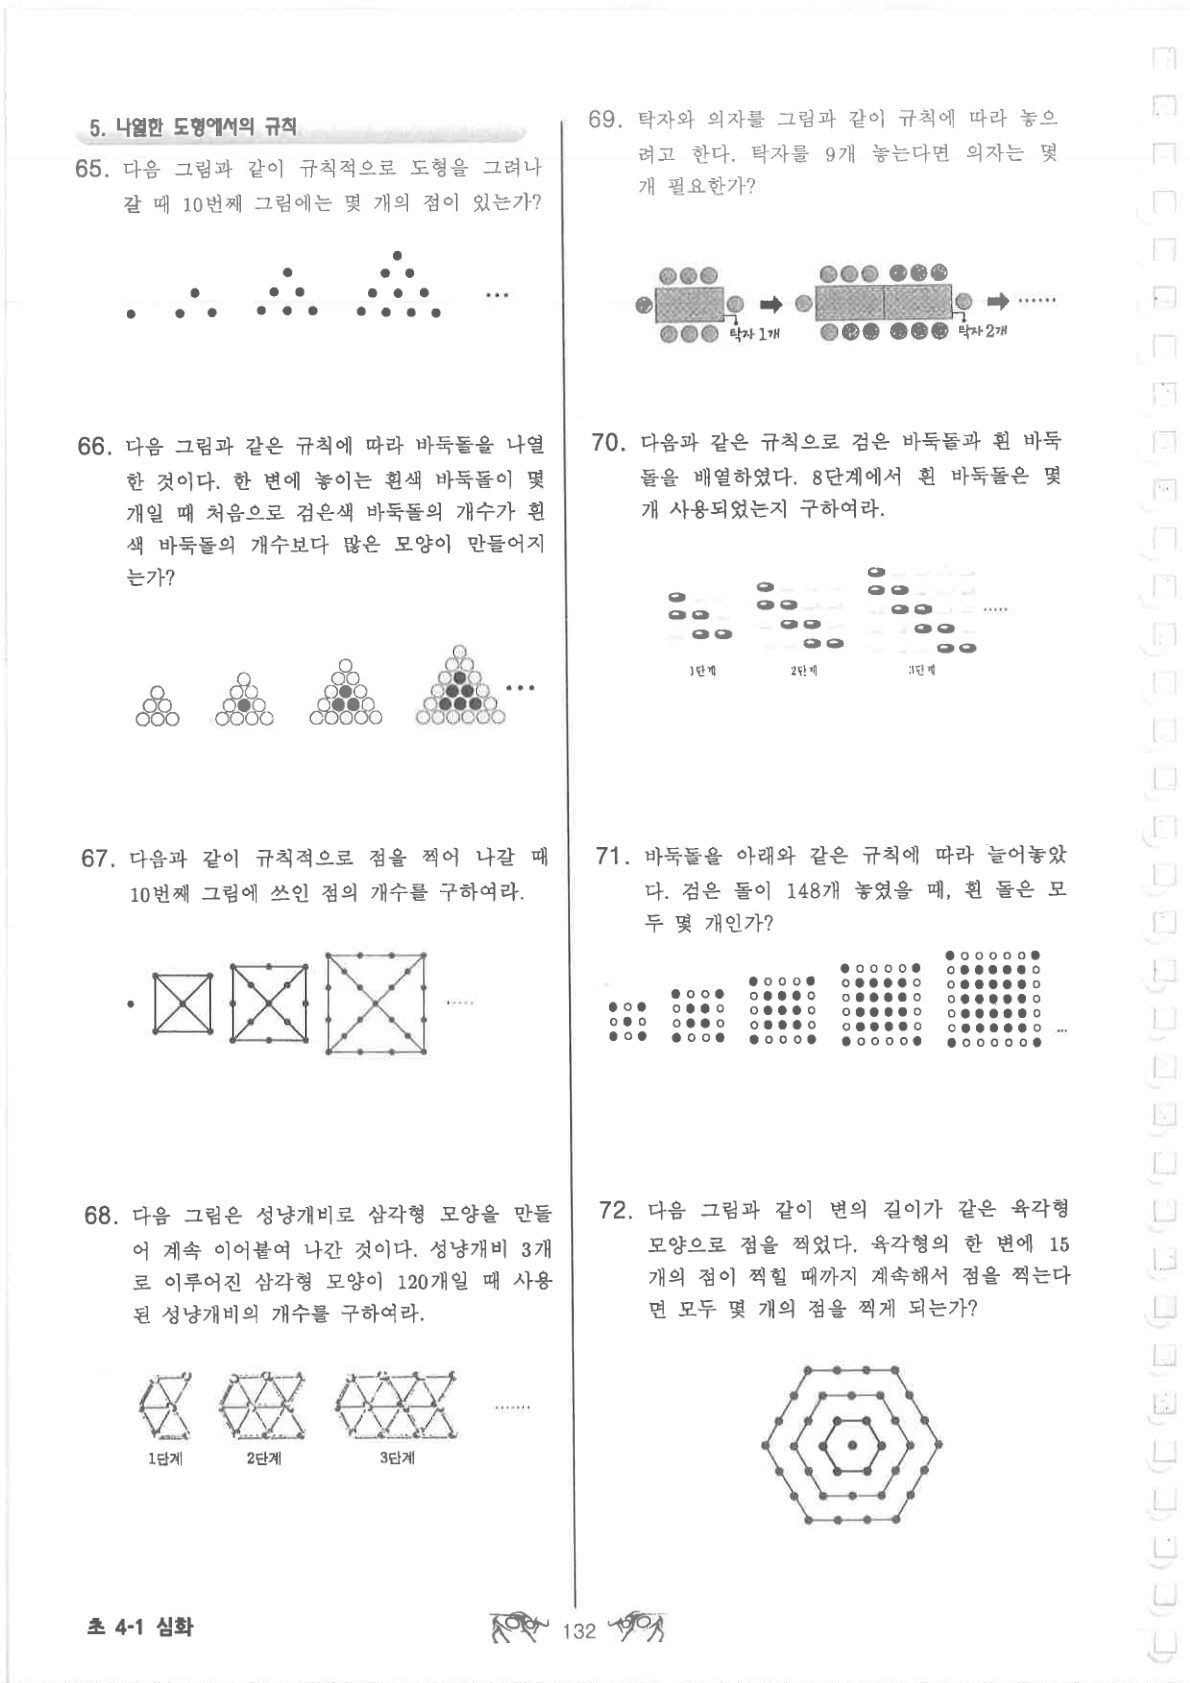 5. 나열한 도형에서의 규칙
65. 다음 그림과 같이 규칙적으로 도형을 그려나
갈 때 10번째 그림에는 몇 개의 점이 있는가?
66. 다음 그림과 같은 규칙에 따라 바둑돌을 나열
한 것이다. 한 변에 놓이는 흰색 바둑돌이 몇
개일 때 처음으로 검은색 바둑돌의 개수가 흰
색 바둑돌의 개수보다 많은 모양이 만들어지
는가?
67. 다음과 같이 규칙적으로 점을 찍어 나갈 때
10번째 그림에 쓰인 점의 개수를 구하여라.
68. 다음 그림은 성냥개비로 삼각형 모양을 만들
어 계속 이어붙여 나간 것이다. 성냥개비 3개
로 이루어진 삼각형 모양이 120개일 때 사용
된 성냥개비의 개수를 구하여라.
1단계 2단계 3단계
69. 탁자와 의자를 그림과 같이 규칙에 따라 놓으
려고 한다. 탁자를 9개 놓는다면 의자는 몇
개 필요한가?
탁자 1개 탁자 2개
70. 다음과 같은 규칙으로 검은 바둑돌과 흰 바둑
돌을 배열하였다. 8단계에서 흰 바둑돌은 몇
개 사용되었는지 구하여라.
1단계 2단계 3단계
71. 바둑돌을 아래와 같은 규칙에 따라 늘어놓았
다. 검은 돌이 148개 놓였을 때, 흰 돌은 모
두 몇 개인가?
72. 다음 그림과 같이 변의 길이가 같은 육각형
모양으로 점을 찍었다. 육각형의 한 변에 15
개의 점이 찍힐 때까지 계속해서 점을 찍는다
면 모두 몇 개의 점을 찍게 되는가?
초 4-1 심화
132